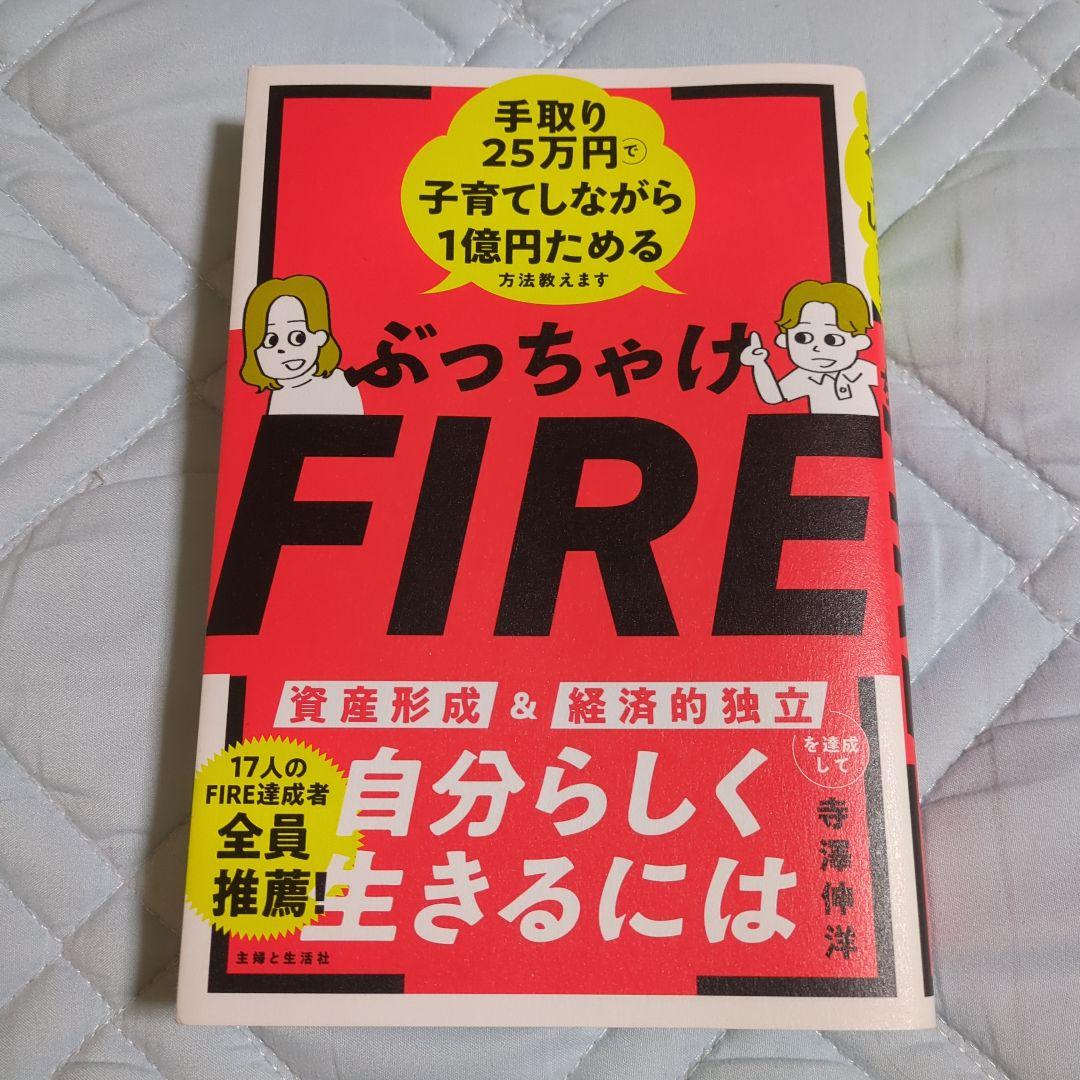 手取り
25万円で
子育てしながら
1億円ためる
方法教えます
ぶっちゃけ
FIRE
資産形成 & 経済的独立
を達成
して
自分らしく
生きるには
寺澤伸洋
17人の
FIRE達成者
全員
推薦!
主婦と生活社